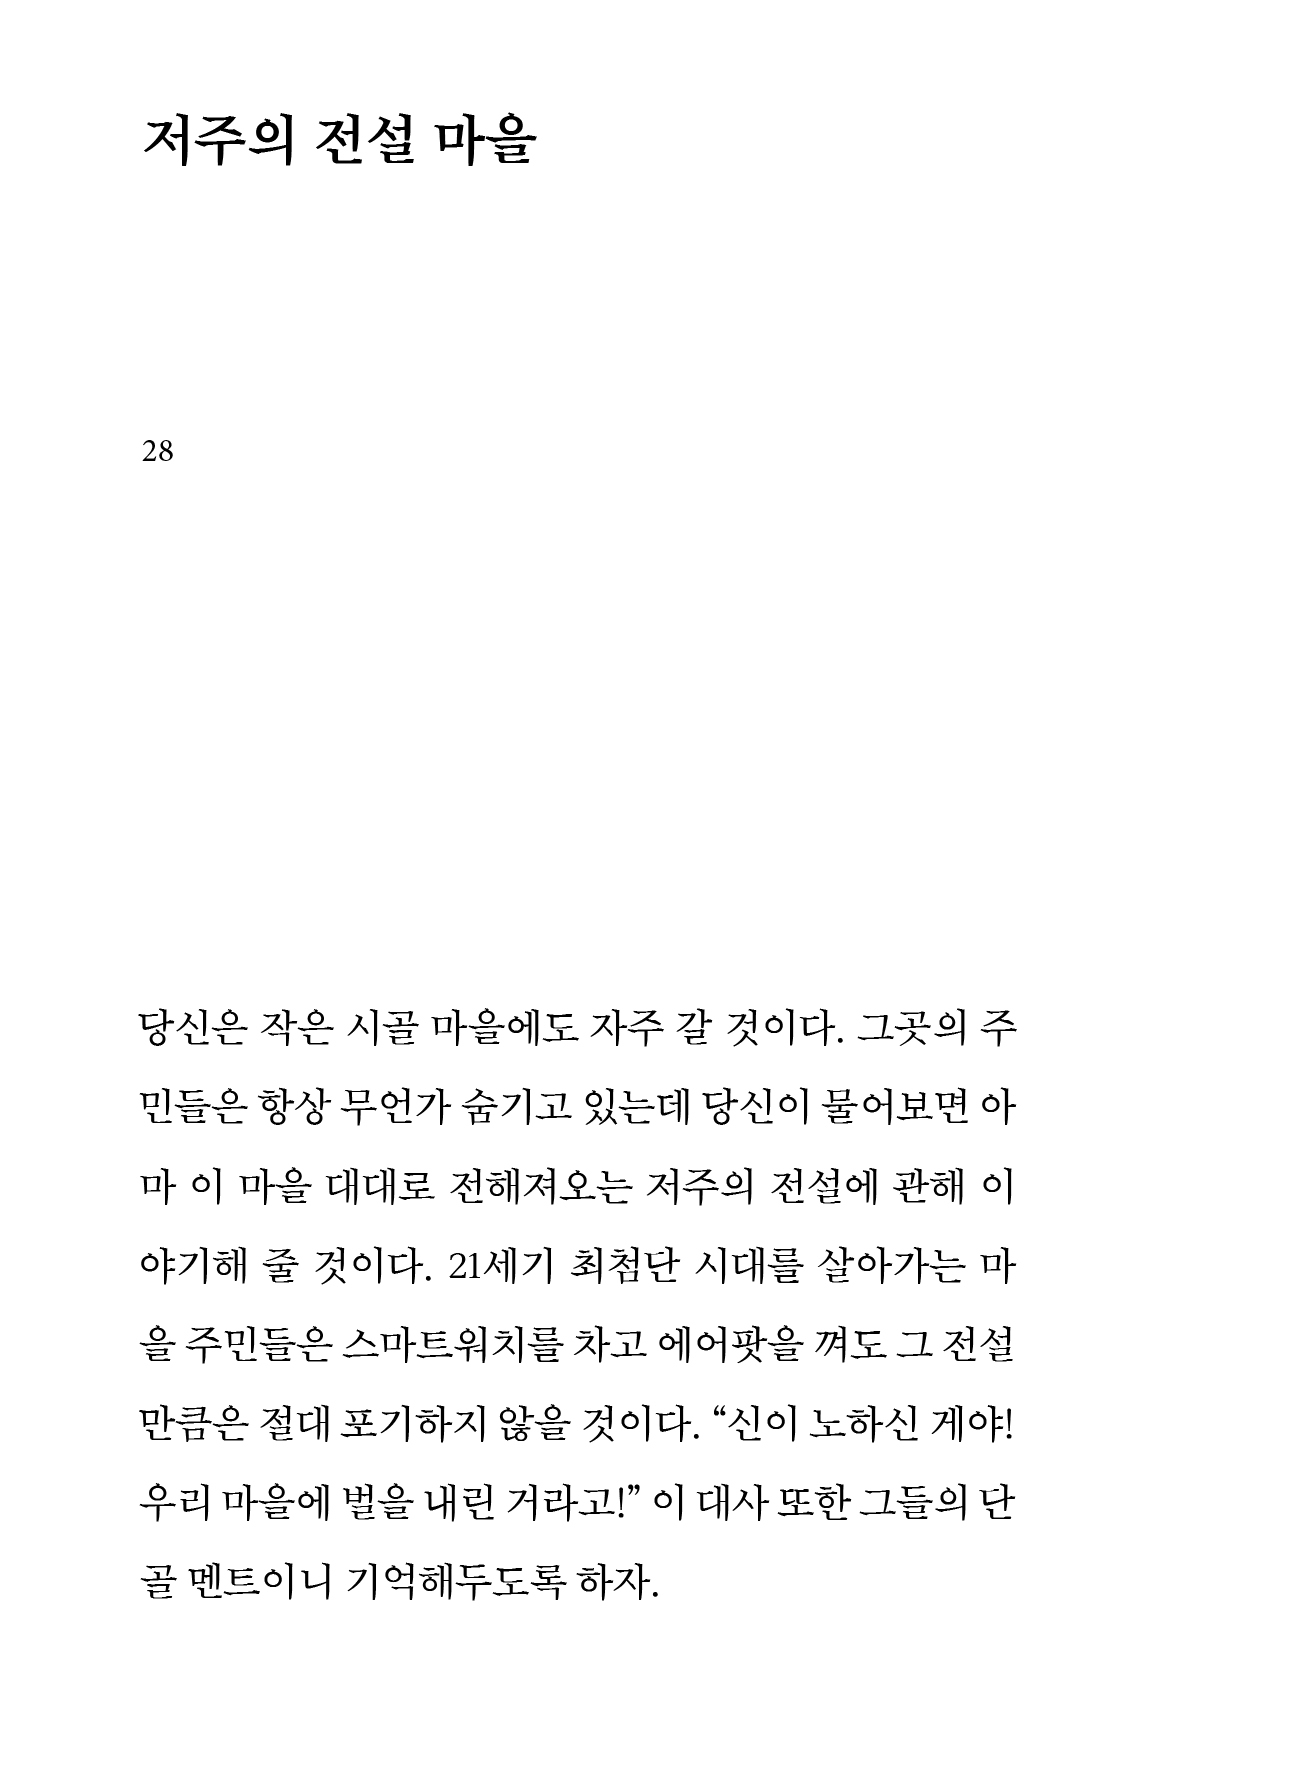 저주의 전설 마을
28
당신은 작은 시골 마을에도 자주 갈 것이다. 그곳의 주
민들은 항상 무언가 숨기고 있는데 당신이 물어보면 아
마 이 마을 대대로 전해져오는 저주의 전설에 관해 이
야기해 줄 것이다. 21세기 최첨단 시대를 살아가는 마
을 주민들은 스마트워치를 차고 에어팟을 껴도 그 전설
만큼은 절대 포기하지 않을 것이다. “신이 노하신 게야!
우리 마을에 벌을 내린 거라고!” 이 대사 또한 그들의 단
골 멘트이니 기억해두도록 하자.